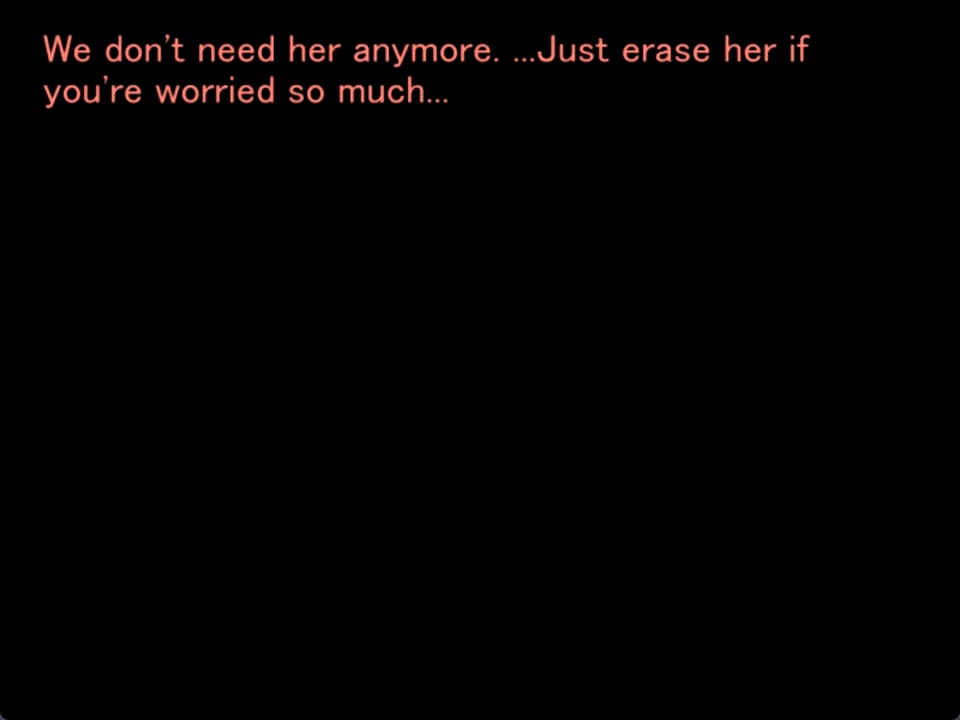 We don't need her anymore. ...Just erase her if
you're worried so much...